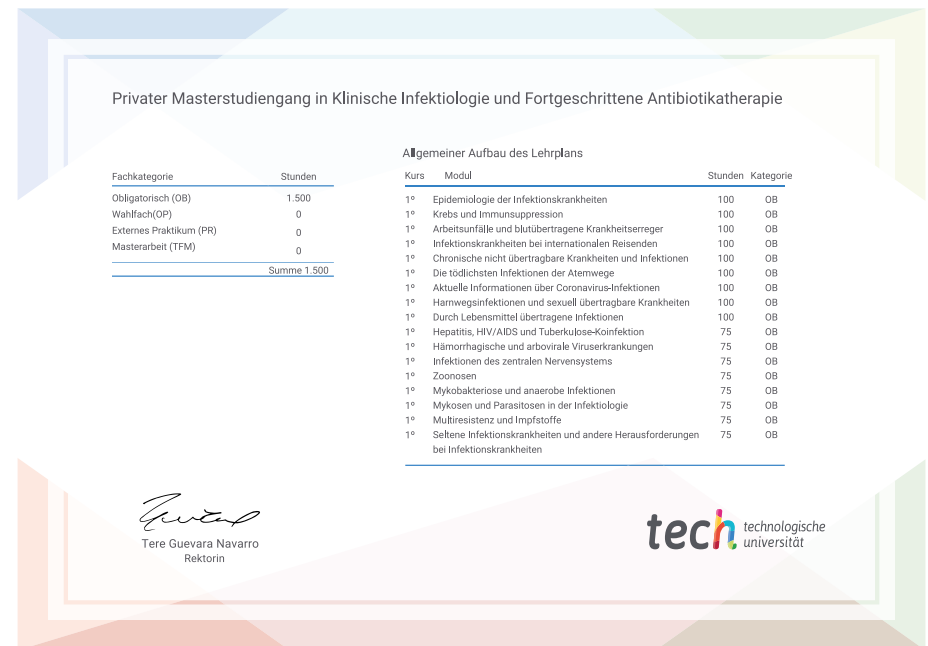 Privater Masterstudiengang in Klinische Infektiologie und Fortgeschrittene Antibiotikatherapie
Allgemeiner Aufbau des Lehrplans
Fachkategorie Stunden
Obligatorisch (OB) 1.500
Wahlfach(OP) 0
Externes Praktikum (PR) 0
Masterarbeit (TFM) 0
Summe 1.500
Kurs Modul Stunden Kategorie
1º Epidemiologie der Infektionskrankheiten 100 OB
1º Krebs und Immunsuppression 100 OB
1º Arbeitsunfälle und blutübertragene Krankheitserreger 100 OB
1º Infektionskrankheiten bei internationalen Reisenden 100 OB
1º Chronische nicht übertragbare Krankheiten und Infektionen 100 OB
1º Die tödlichsten Infektionen der Atemwege 100 OB
1º Aktuelle Informationen über Coronavirus-Infektionen 100 OB
1º Harnwegsinfektionen und sexuell übertragbare Krankheiten 100 OB
1º Durch Lebensmittel übertragene Infektionen 100 OB
1º Hepatitis, HIV/AIDS und Tuberkulose-Koinfektion 75 OB
1º Hämorrhagische und arbovirale Viruserkrankungen 75 OB
1º Infektionen des zentralen Nervensystems 75 OB
1º Zoonosen 75 OB
1º Mykobakteriose und anaerobe Infektionen 75 OB
1º Mykosen und Parasitosen in der Infektiologie 75 OB
1º Multiresistenz und Impfstoffe 75 OB
1º Seltene Infektionskrankheiten und andere Herausforderungen 75 OB
bei Infektionskrankheiten
Tere Guevara Navarro
Rektorin
tech technologische
universität